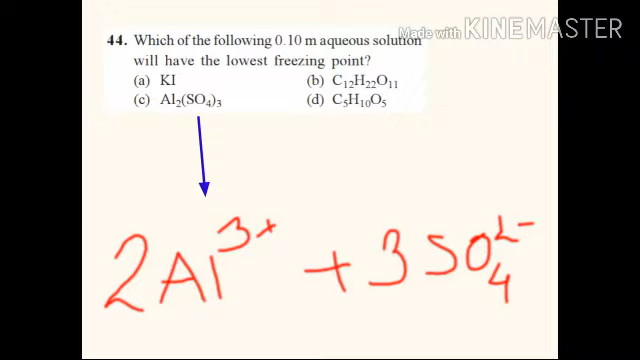 Made with KINEMASTER
44. Which of the following 0.10 m aqueous solution
will have the lowest freezing point?
(a) KI (b) C₁₂H₂₂O₁₁
(c) Al₂(SO₄)₃ (d) C₅H₁₀O₅
2Al³⁺ + 3SO₄²⁻